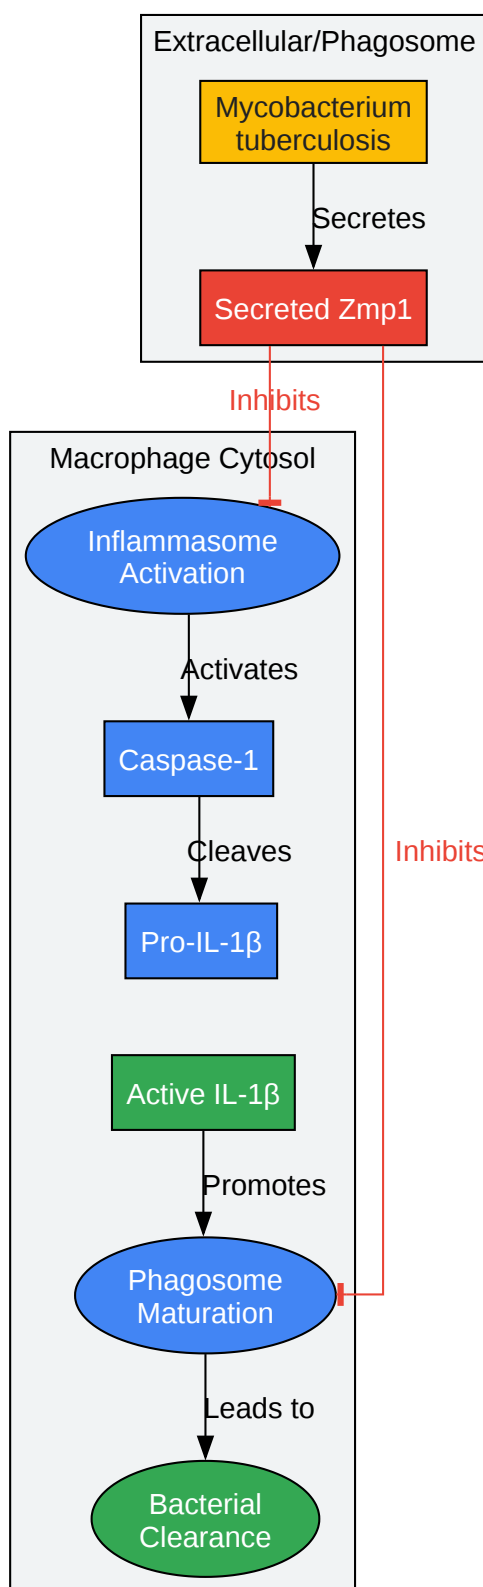 Extracellular/Phagosome
Mycobacterium
tuberculosis
Secretes
Secreted Zmp1
Inhibits
Macrophage Cytosol
Inflammasome
Activation
Activates
Caspase-1
Cleaves
Inhibits
Pro-IL-1β
Active IL-1β
Promotes
Phagosome
Maturation
Leads to
Bacterial
Clearance